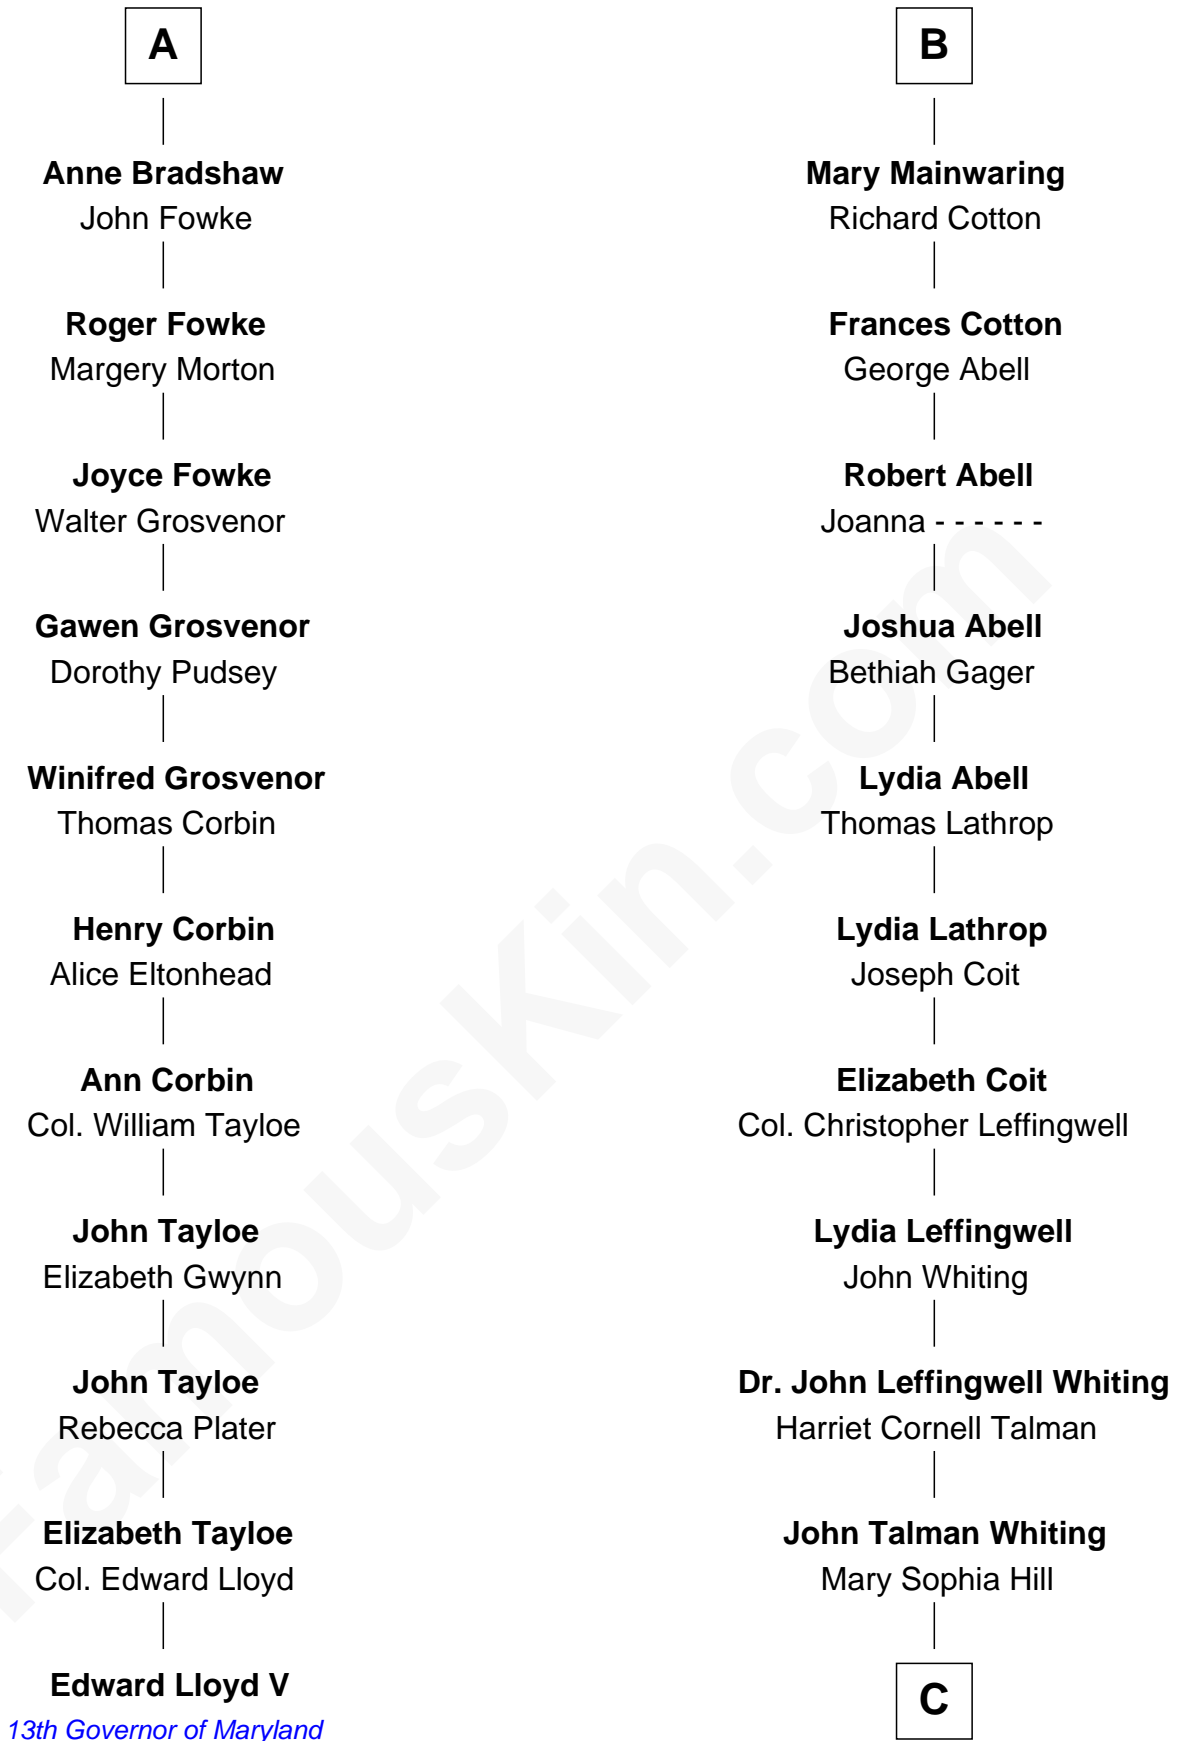 A
Anne Bradshaw
John Fowke
Roger Fowke
Margery Morton
Joyce Fowke
Walter Grosvenor
Gawen Grosvenor
Dorothy Pudsey
Winifred Grosvenor
Thomas Corbin
Henry Corbin
Alice Eltonhead
Ann Corbin
Col. William Tayloe
John Tayloe
Elizabeth Gwynn
John Tayloe
Rebecca Plater
Elizabeth Tayloe
Col. Edward Lloyd
Edward Lloyd V
13th Governor of Maryland
B
Mary Mainwaring
Richard Cotton
Frances Cotton
George Abell
Robert Abell
Joanna - - - - - -
Joshua Abell
Bethiah Gager
Lydia Abell
Thomas Lathrop
Lydia Lathrop
Joseph Coit
Elizabeth Coit
Col. Christopher Leffingwell
Lydia Leffingwell
John Whiting
Dr. John Leffingwell Whiting
Harriet Cornell Talman
John Talman Whiting
Mary Sophia Hill
C
FamousKin.com